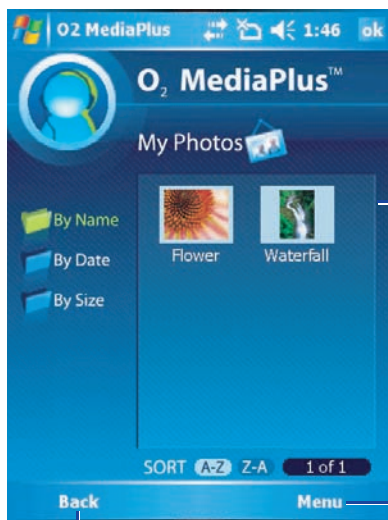 O2 MediaPlus 1:46 ok
O2 MediaPlus™
My Photos
By Name
By Date
By Size
Flower Waterfall
SORT A-Z Z-A 1 of 1
Back Menu